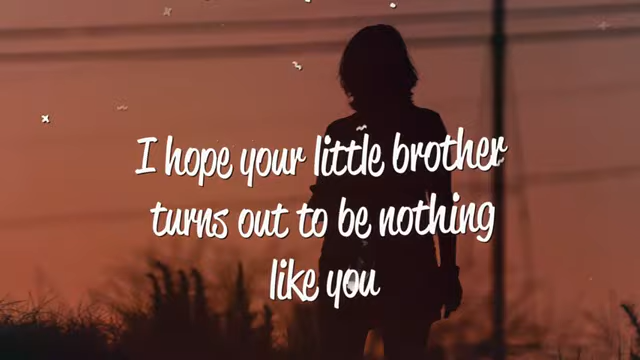 I hope your little brother
turns out to be nothing
like you